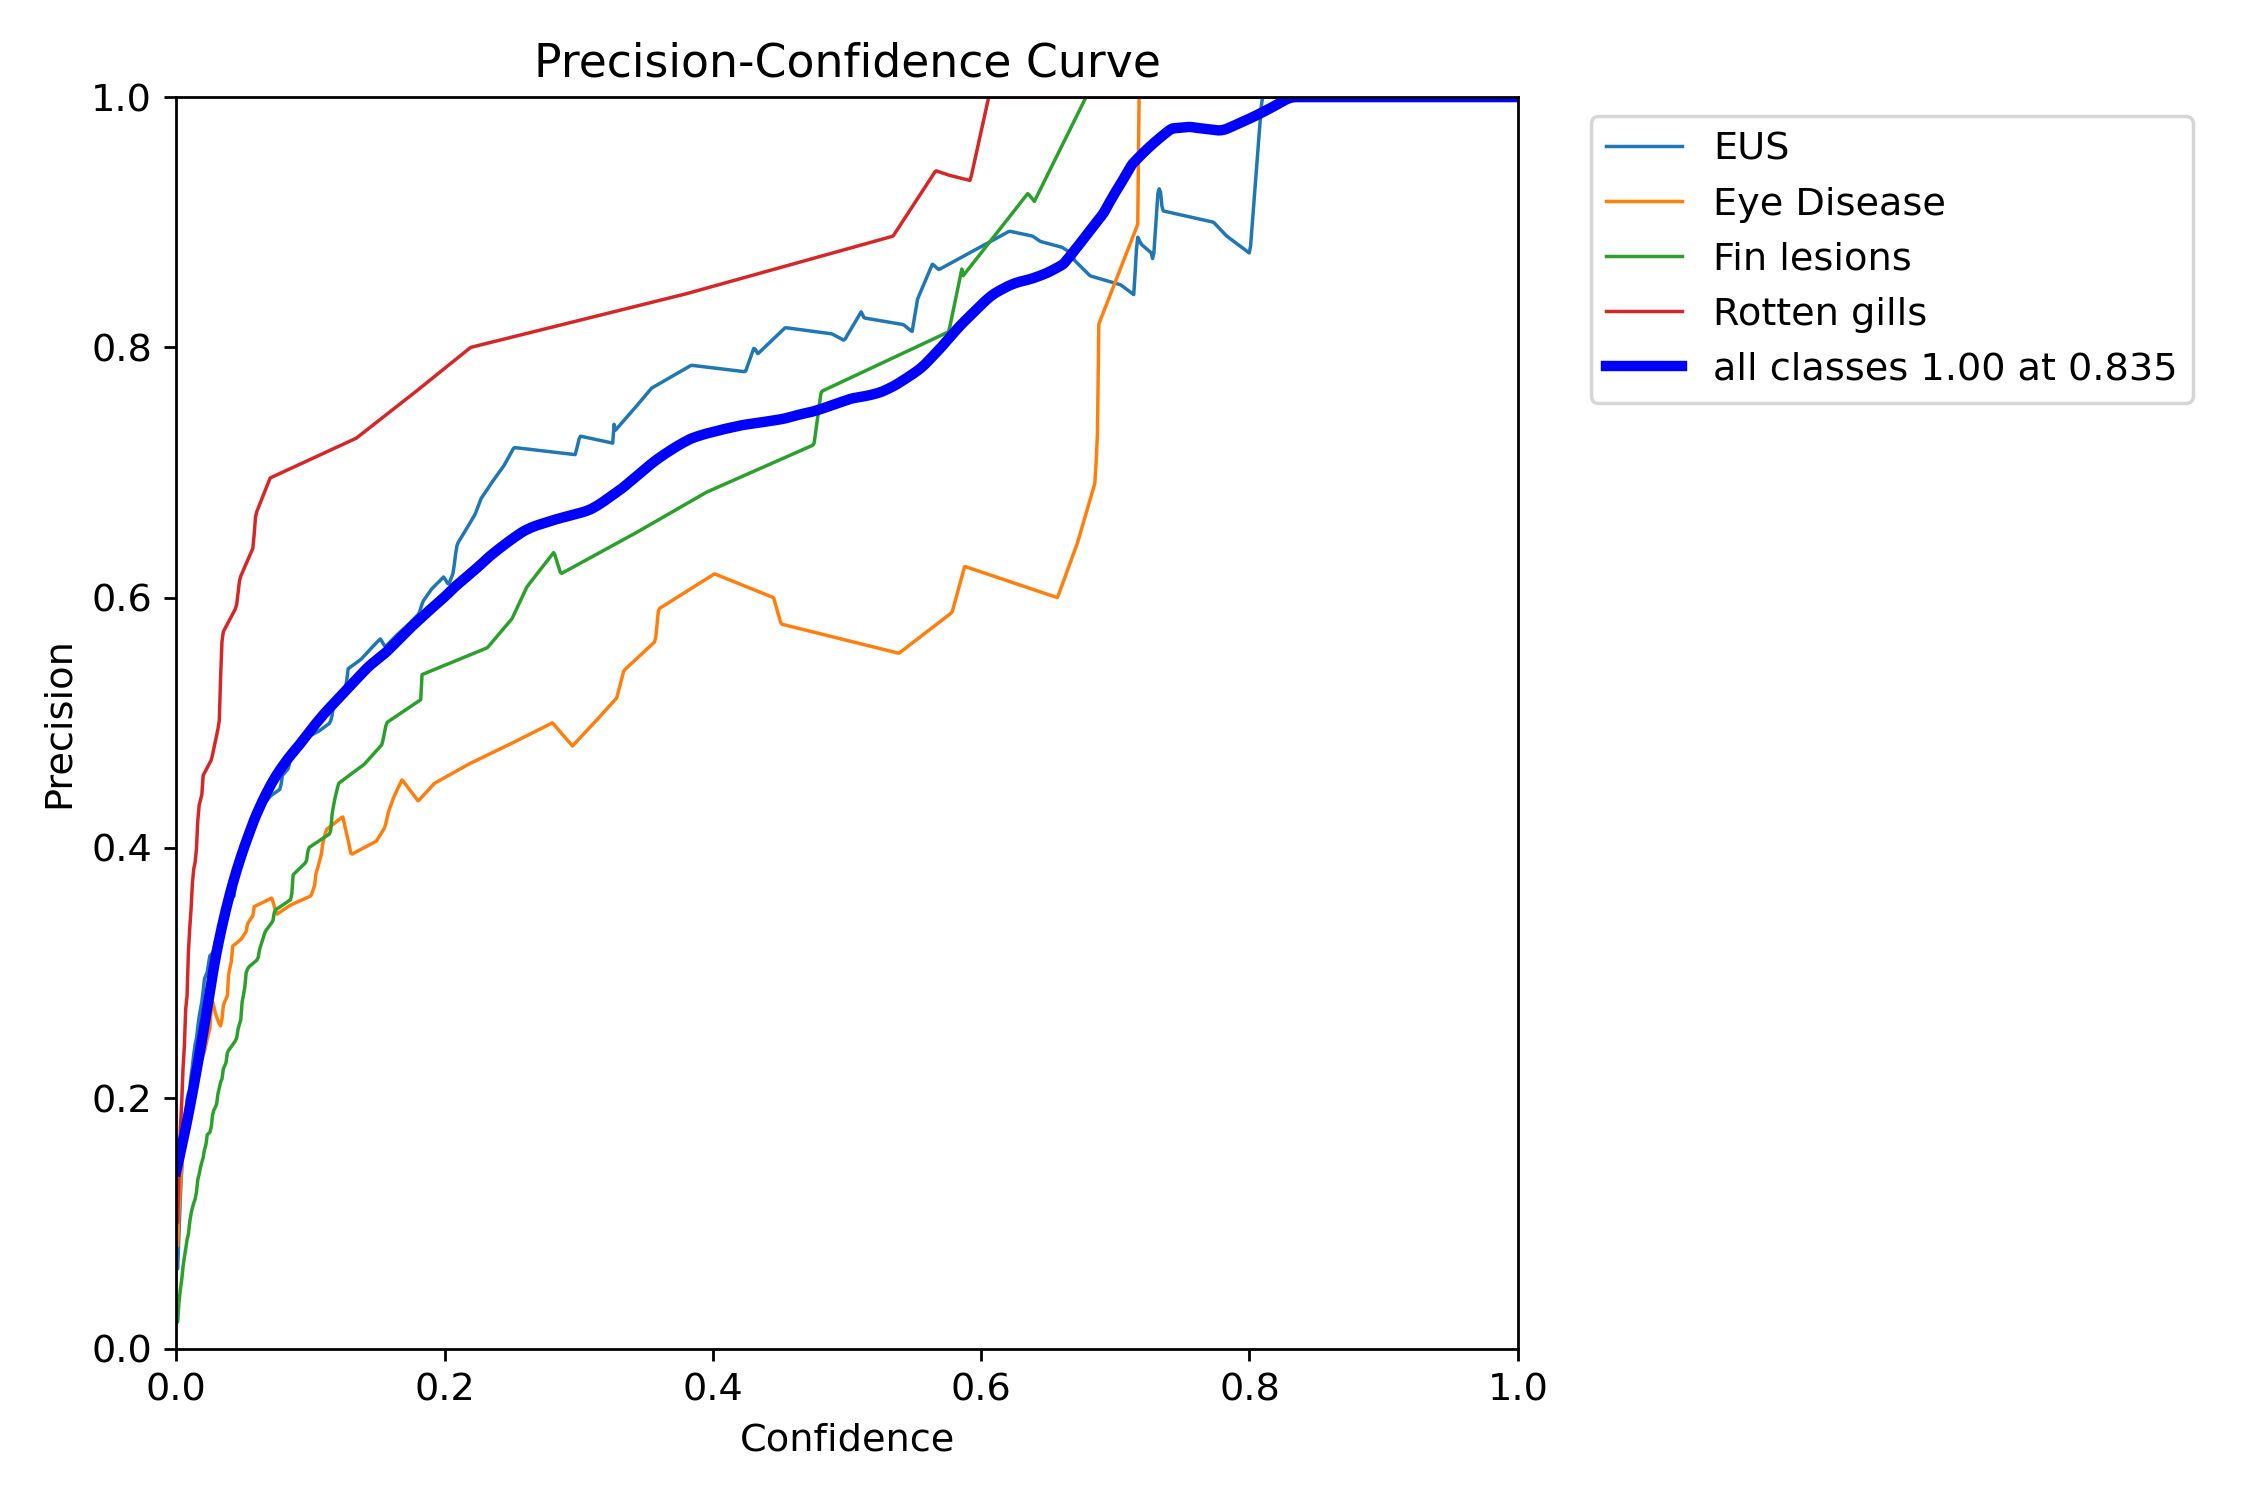 Precision-Confidence Curve
1.0
0.8
0.6
0.4
0.2
0.0
Precision
0.0 0.2 0.4 0.6 0.8 1.0
Confidence
EUS
Eye Disease
Fin lesions
Rotten gills
all classes 1.00 at 0.835